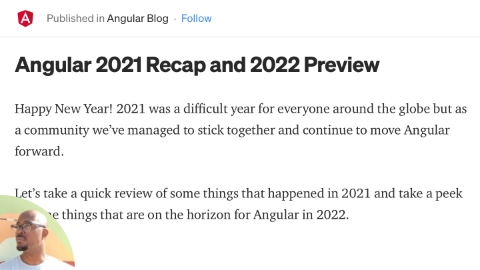 Published in Angular Blog · Follow
Angular 2021 Recap and 2022 Preview
Happy New Year! 2021 was a difficult year for everyone around the globe but as
a community we’ve managed to stick together and continue to move Angular
forward.
Let’s take a quick review of some things that happened in 2021 and take a peek
things that are on the horizon for Angular in 2022.